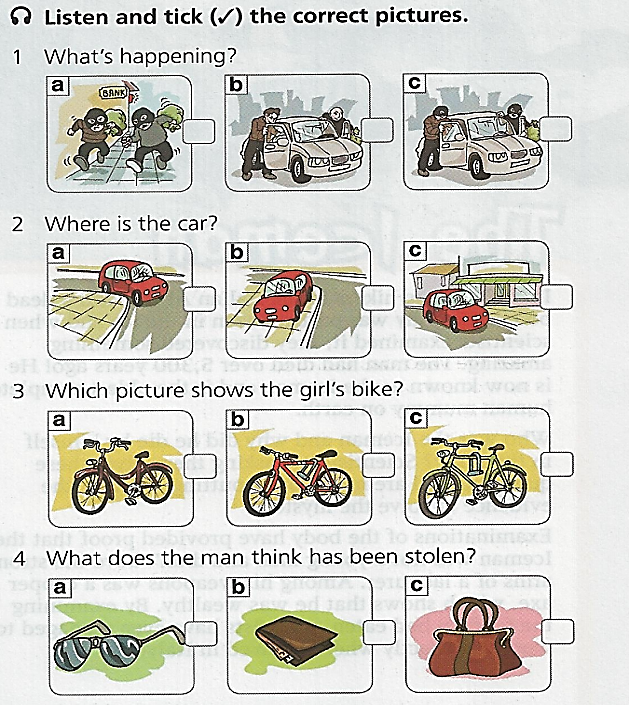 Listen and tick (✓) the correct pictures.
1 What's happening?
a b c
BANK
2 Where is the car?
a b c
3 Which picture shows the girl's bike?
a b c
4 What does the man think has been stolen?
a b c